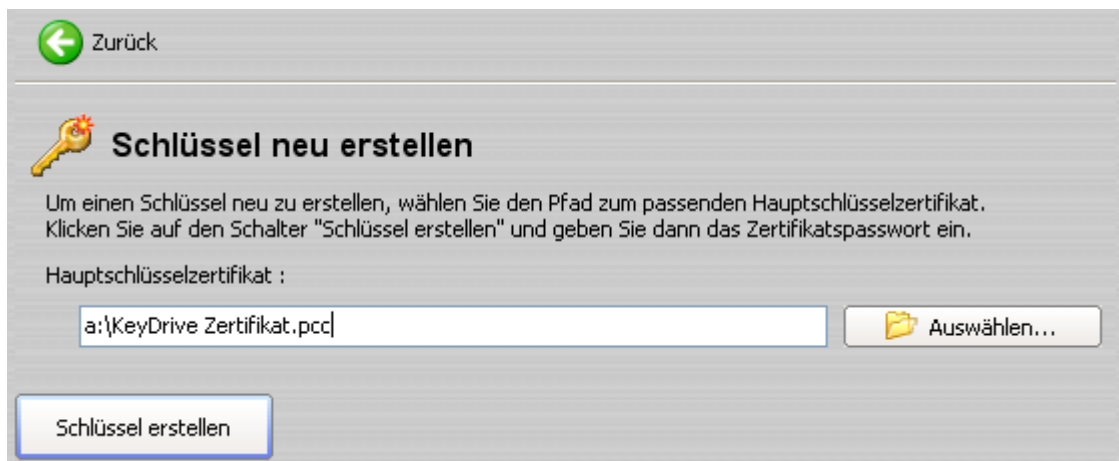 Zurück
Schlüssel neu erstellen
Um einen Schlüssel neu zu erstellen, wählen Sie den Pfad zum passenden Hauptschlüsselzertifikat.
Klicken Sie auf den Schalter "Schlüssel erstellen" und geben Sie dann das Zertifikatspasswort ein.
Hauptschlüsselzertifikat :
a:\KeyDrive Zertifikat.pcc
Auswählen...
Schlüssel erstellen